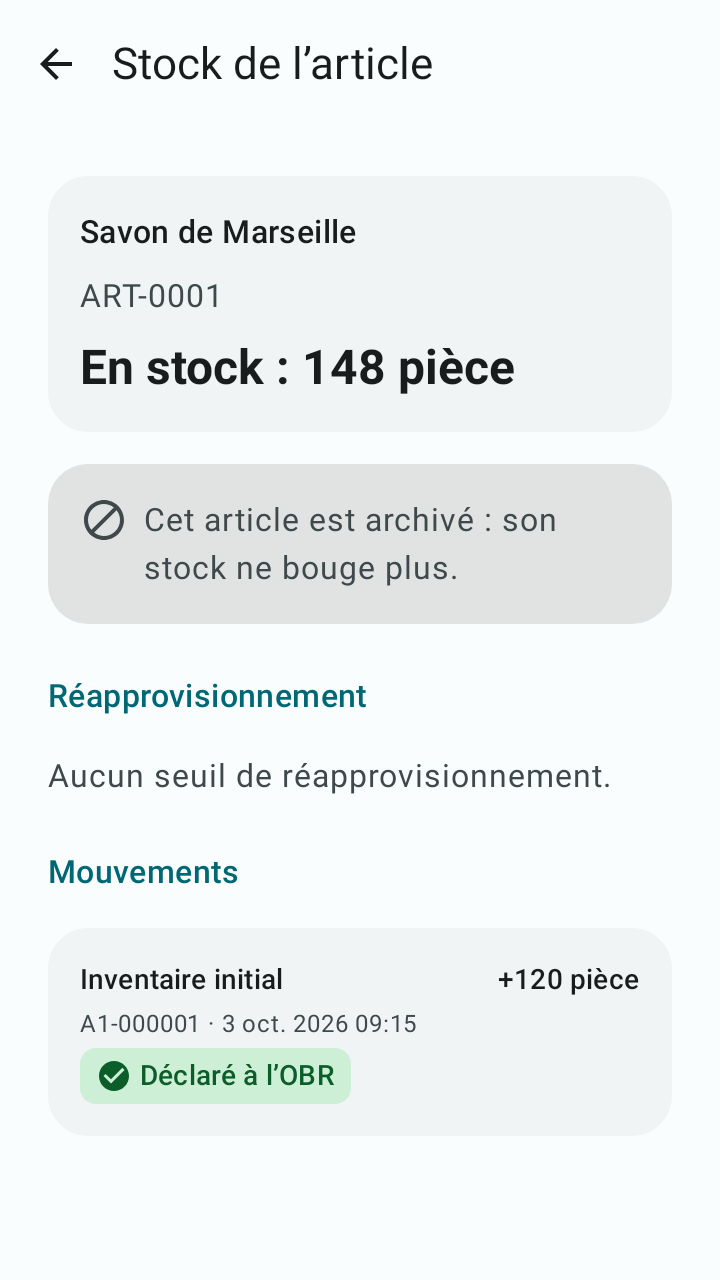 Stock de l’article
Savon de Marseille
ART-0001
En stock : 148 pièce
Cet article est archivé : son
stock ne bouge plus.
Réapprovisionnement
Aucun seuil de réapprovisionnement.
Mouvements
Inventaire initial +120 pièce
A1-000001 · 3 oct. 2026 09:15
Déclaré à l’OBR